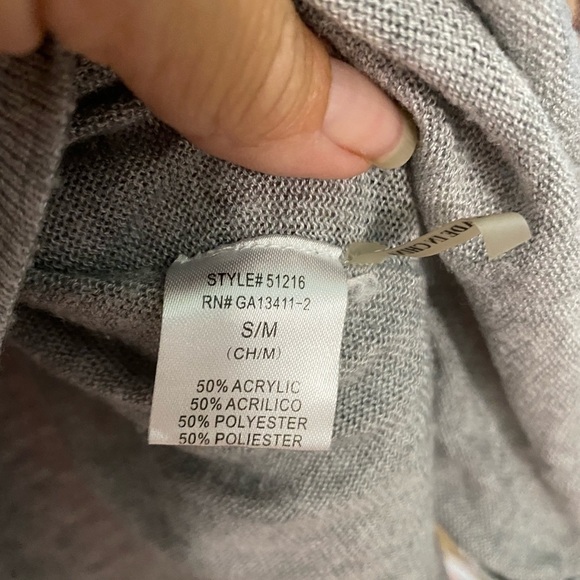 STYLE# 51216
RN# GA13411-2
S/M
(CH/M)
50% ACRYLIC
50% ACRILICO
50% POLYESTER
50% POLIESTER